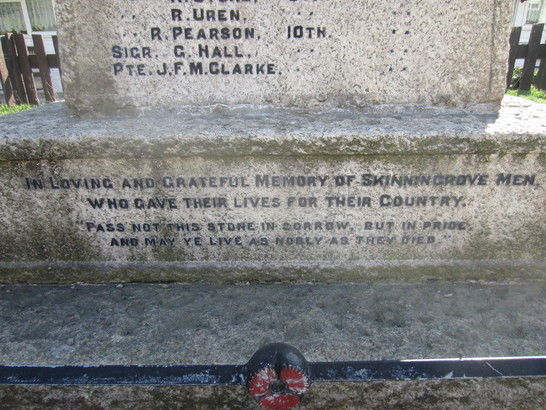 R. Uren.
R. Pearson, 10th.
Sigr. G. Hall.
Pte. J.F.M. Clarke.
In Loving and Grateful Memory of Skinningrove Men,
who gave their lives for their Country.
"Pass not this stone in sorrow, but in pride,
and may ye live as nobly as they died."